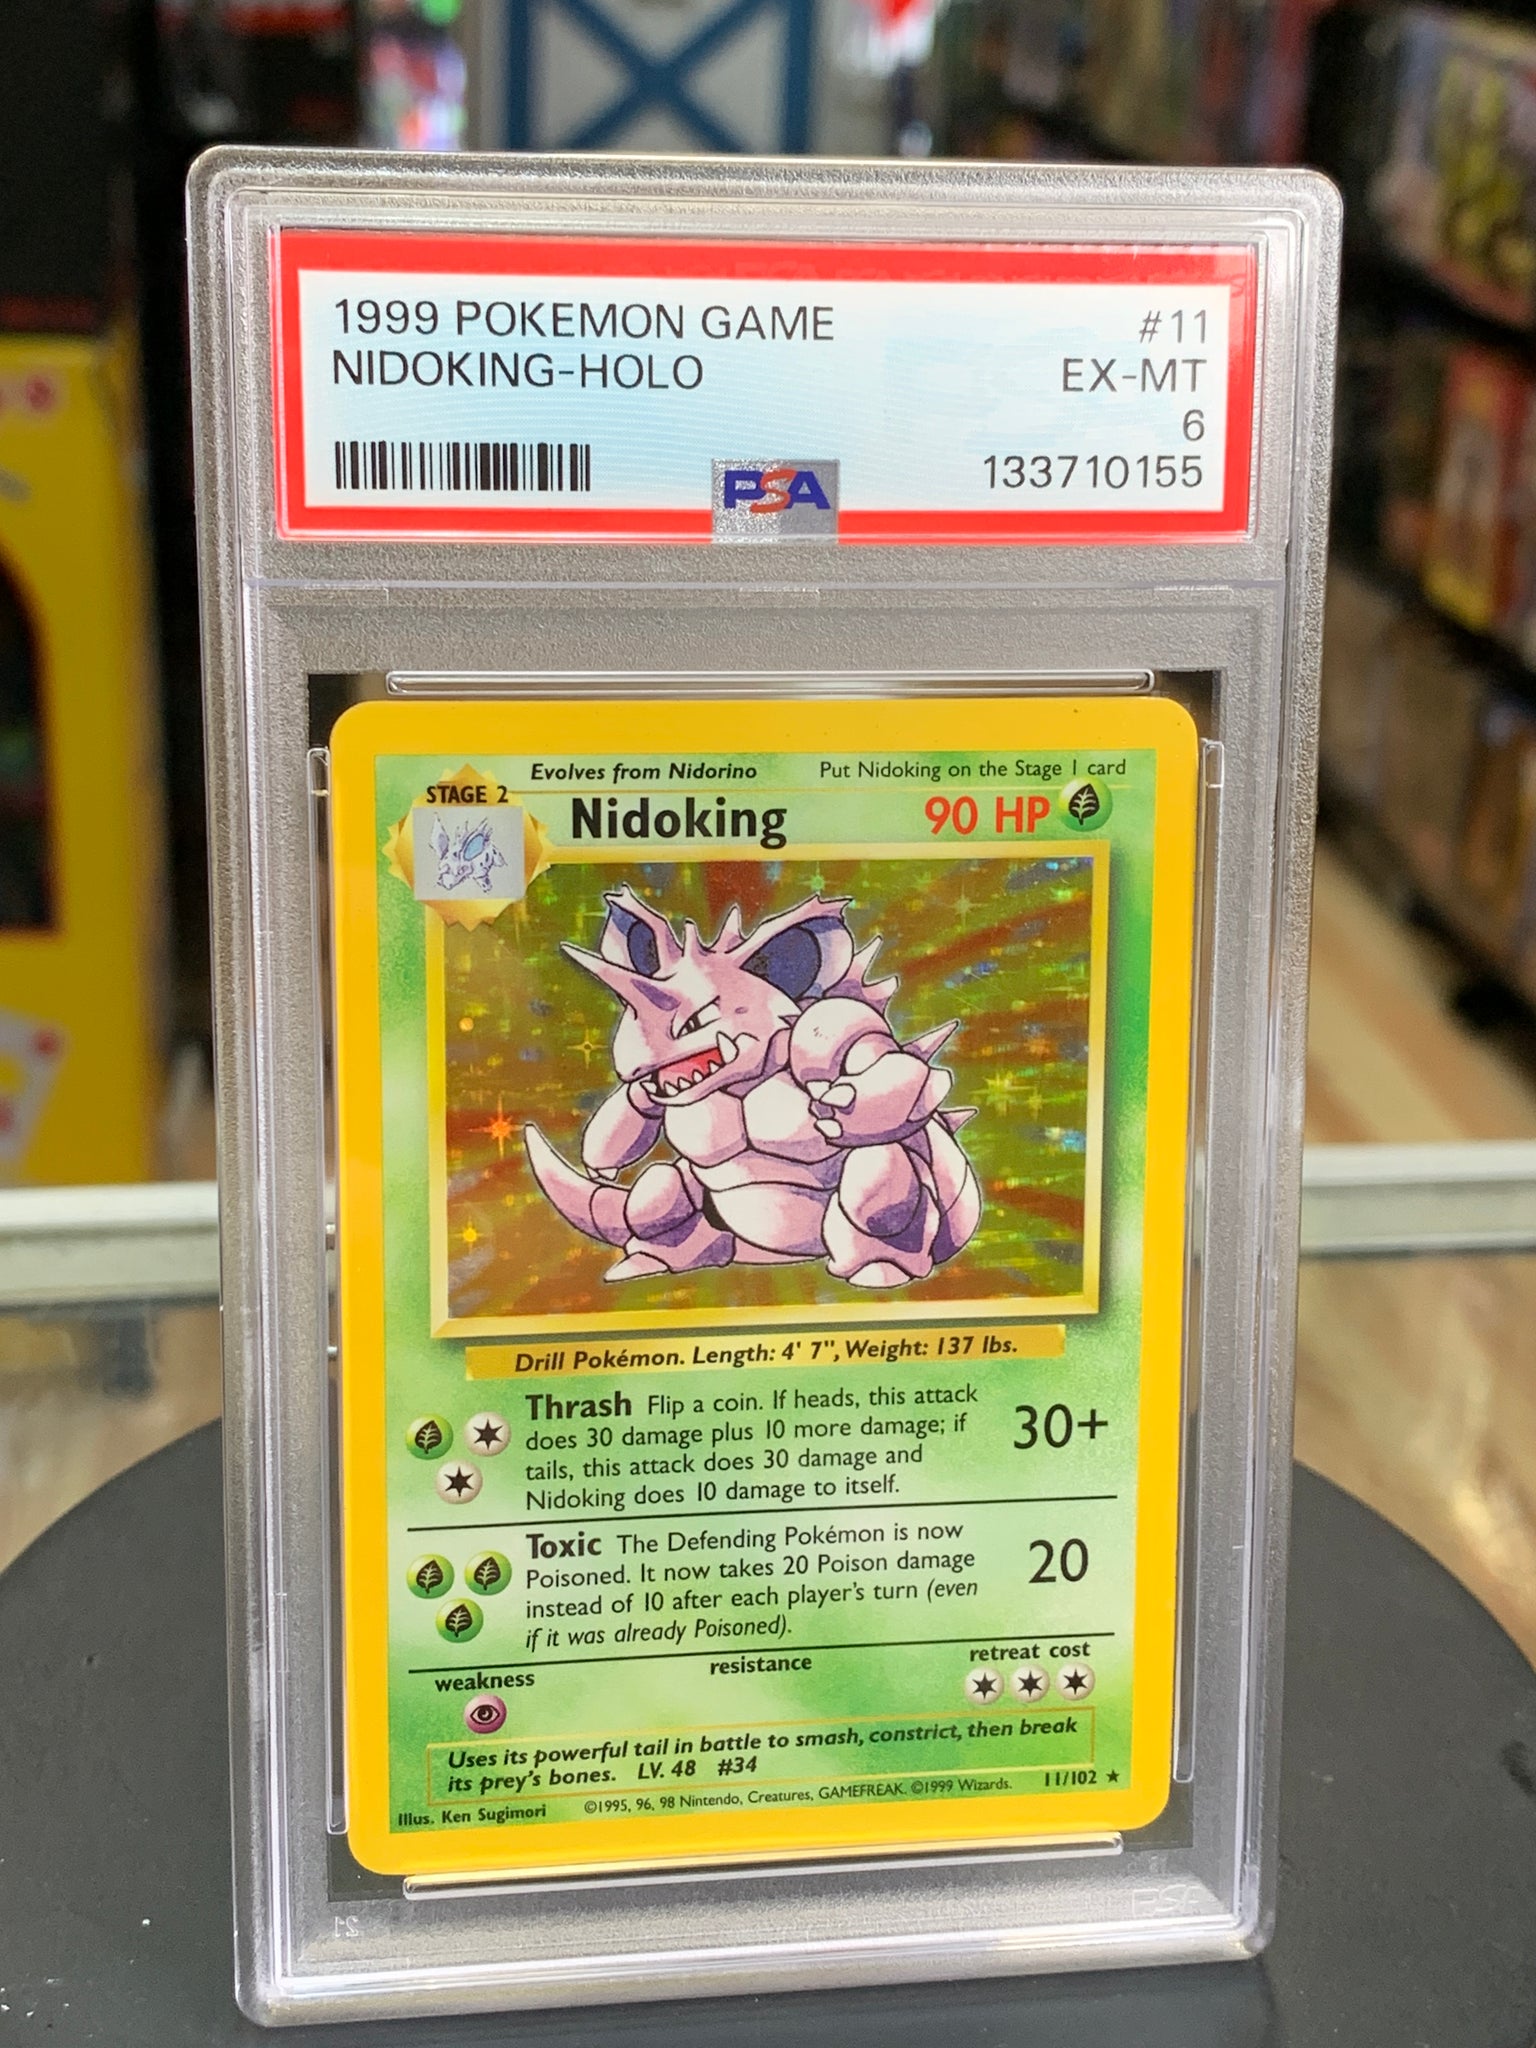 1999 POKEMON GAME #11
NIDOKING-HOLO EX-MT
6
PSA 133710155
Evolves from Nidorino Put Nidoking on the Stage 1 card
STAGE 2
Nidoking 90 HP
Drill Pokémon. Length: 4' 7", Weight: 137 lbs.
Thrash Flip a coin. If heads, this attack
does 30 damage plus 10 more damage; if
tails, this attack does 30 damage and
Nidoking does 10 damage to itself.
30+
Toxic The Defending Pokémon is now
Poisoned. It now takes 20 Poison damage
instead of 10 after each player's turn (even
if it was already Poisoned).
20
weakness resistance retreat cost
Uses its powerful tail in battle to smash, constrict, then break
its prey's bones. LV. 48 #34
Illus. Ken Sugimori ©1995, 96, 98 Nintendo, Creatures, GAMEFREAK. ©1999 Wizards. 11/102 ★
PSA
21